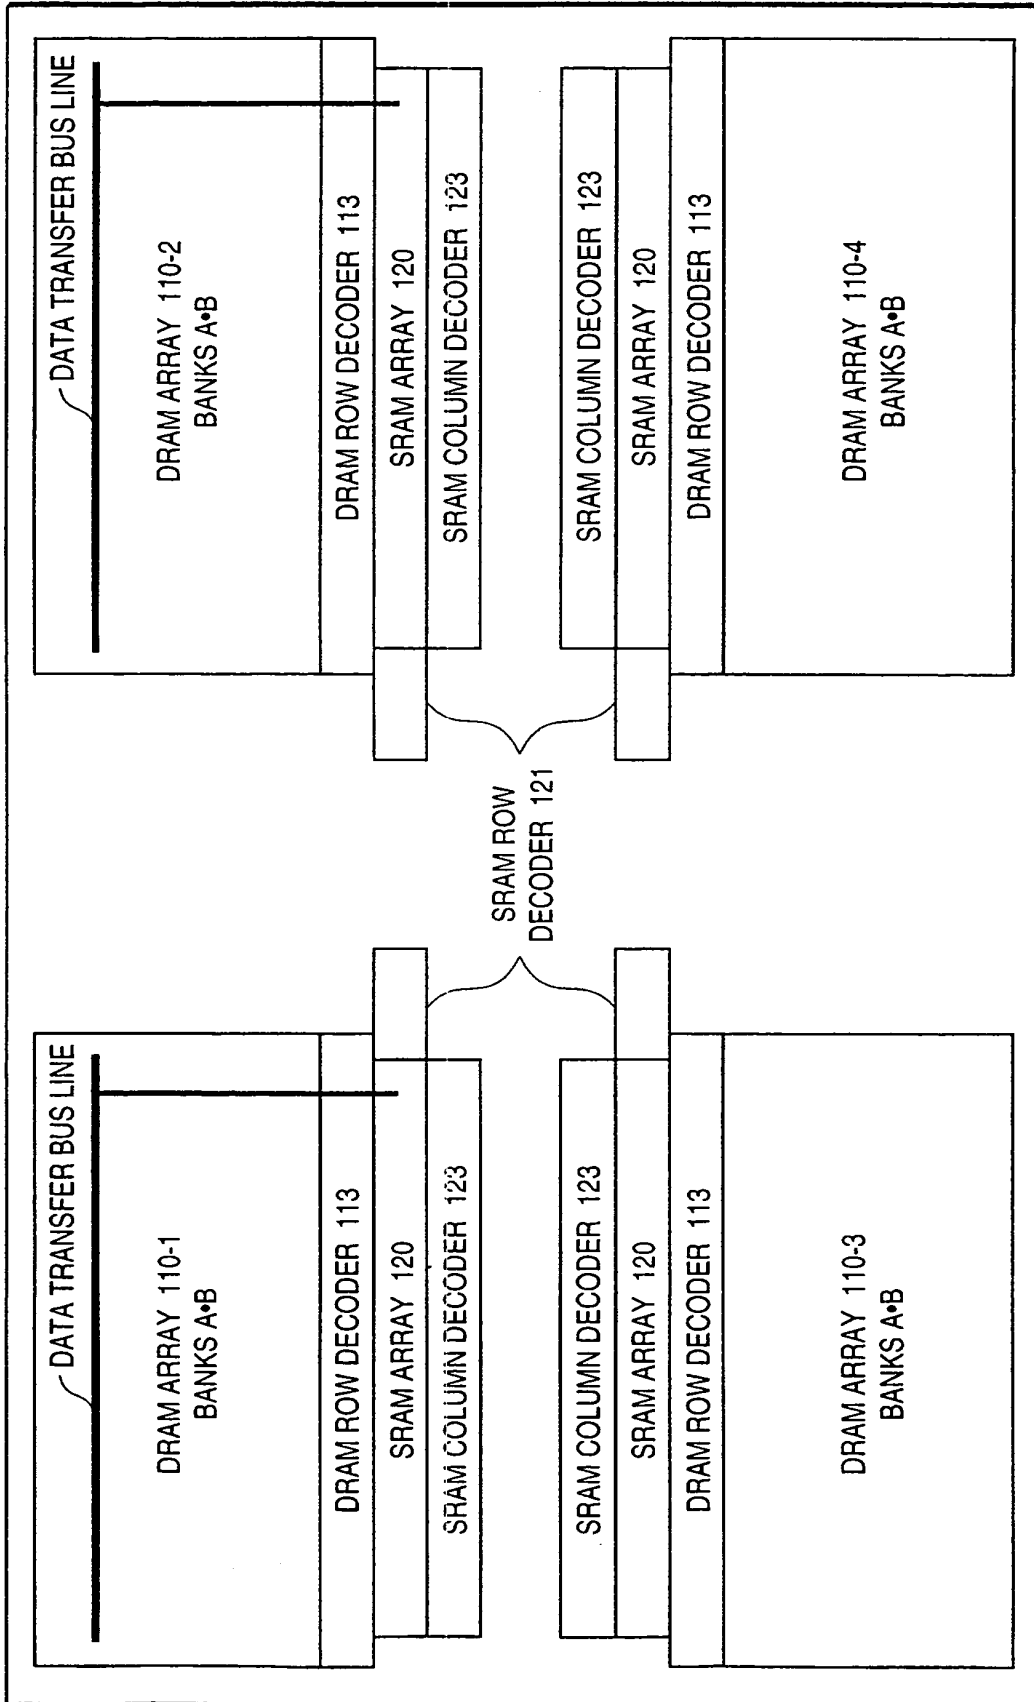 DATA TRANSFER BUS LINE
DRAM ARRAY 110-1
BANKS A•B
DRAM ROW DECODER 113
SRAM ARRAY 120
SRAM COLUMN DECODER 123
DATA TRANSFER BUS LINE
DRAM ARRAY 110-2
BANKS A•B
DRAM ROW DECODER 113
SRAM ARRAY 120
SRAM COLUMN DECODER 123
SRAM ROW
DECODER 121
SRAM COLUMN DECODER 123
SRAM ARRAY 120
DRAM ROW DECODER 113
DRAM ARRAY 110-3
BANKS A•B
SRAM COLUMN DECODER 123
SRAM ARRAY 120
DRAM ROW DECODER 113
DRAM ARRAY 110-4
BANKS A•B